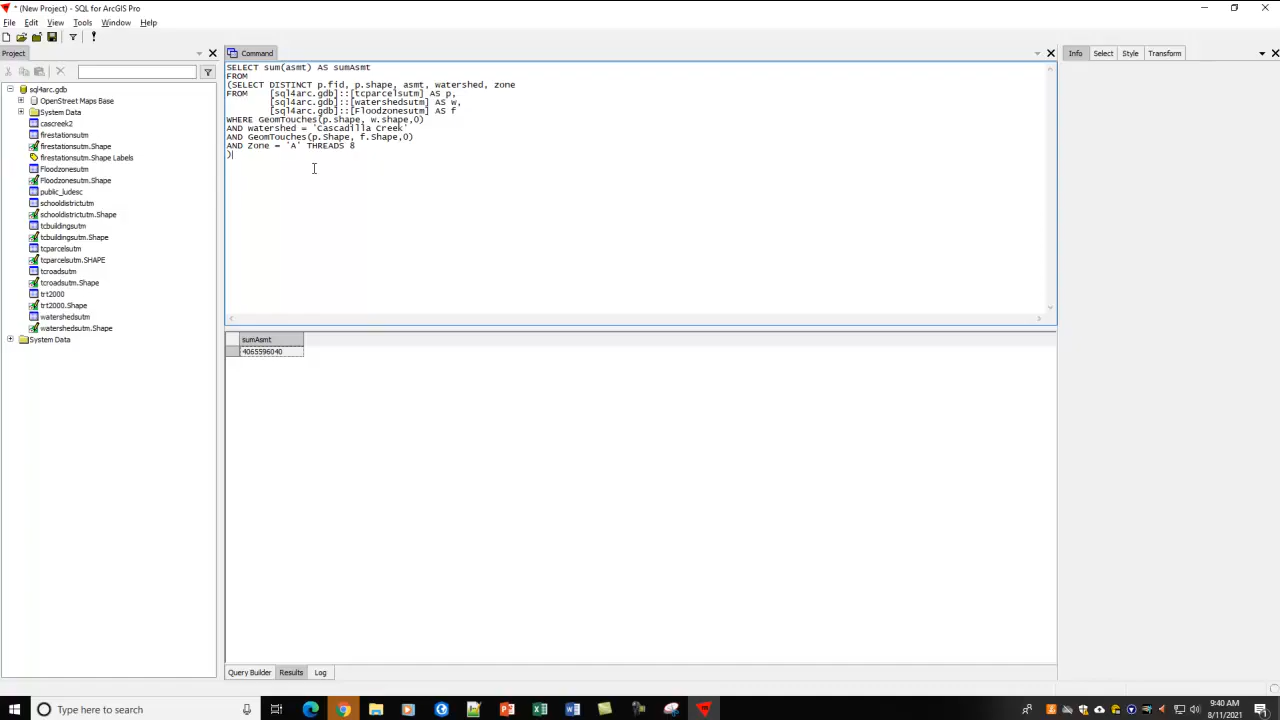 * (New Project) - SQL for ArcGIS Pro
File Edit View Tools Window Help
Project
Command
Info Select Style Transform
sql4arc.gdb
OpenStreet Maps Base
System Data
cascreek2
firestationsutm
firestationsutm.Shape
firestationsutm.Shape Labels
Floodzonesutm
Floodzonesutm.Shape
public_ludesc
schooldistrictutm
schooldistrictutm.Shape
tcbuildingsutm
tcbuildingsutm.Shape
tcparcelsutm
tcparcelsutm.SHAPE
tcroadsutm
tcroadsutm.Shape
trt2000
trt2000.Shape
watershedsutm
watershedsutm.Shape
System Data
SELECT sum(asmt) AS sumAsmt
FROM
(SELECT DISTINCT p.fid, p.shape, asmt, watershed, zone
FROM [sql4arc.gdb]::[tcparcelsutm] AS p,
[sql4arc.gdb]::[watershedsutm] AS w,
[sql4arc.gdb]::[Floodzonesutm] AS f
WHERE GeomTouches(p.shape, w.shape,0)
AND watershed = 'Cascadilla Creek'
AND GeomTouches(p.Shape, f.Shape,0)
AND Zone = 'A' THREADS 8
)
sumAsmt
4065596040
Query Builder Results Log
Type here to search
9:40 AM
8/11/2021